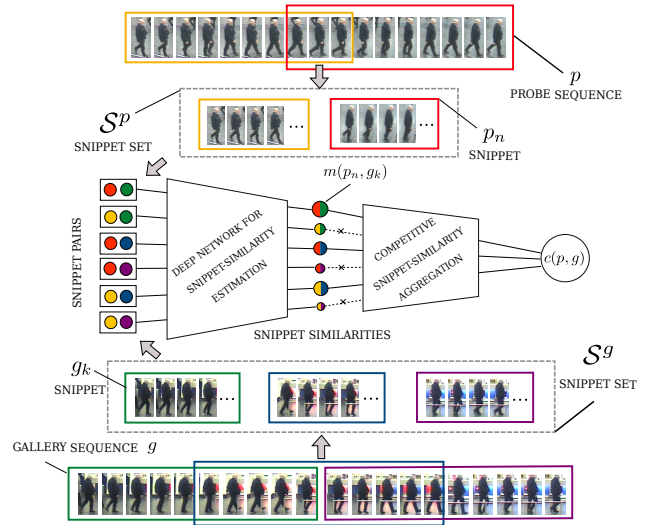 p
PROBE SEQUENCE
S^p
SNIPPET SET
...
...
p_n
SNIPPET
m(p_n, g_k)
SNIPPET PAIRS
DEEP NETWORK FOR
SNIPPET-SIMILARITY
ESTIMATION
COMPETITIVE
SNIPPET-SIMILARITY
AGGREGATION
c(p, g)
SNIPPET SIMILARITIES
g_k
SNIPPET
...
...
...
S^g
SNIPPET SET
GALLERY SEQUENCE g